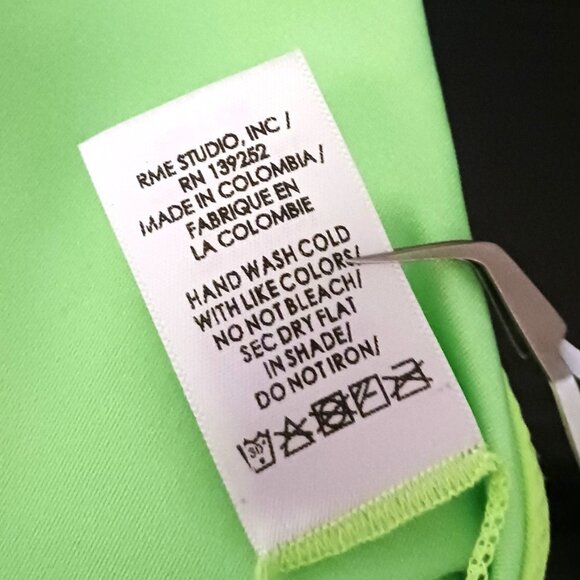 RME STUDIO, INC /
RN 139252
MADE IN COLOMBIA /
FABRIQUE EN
LA COLOMBIE
HAND WASH COLD
WITH LIKE COLORS/
NO NOT BLEACH/
SEC DRY FLAT
IN SHADE/
DO NOT IRON/
30°